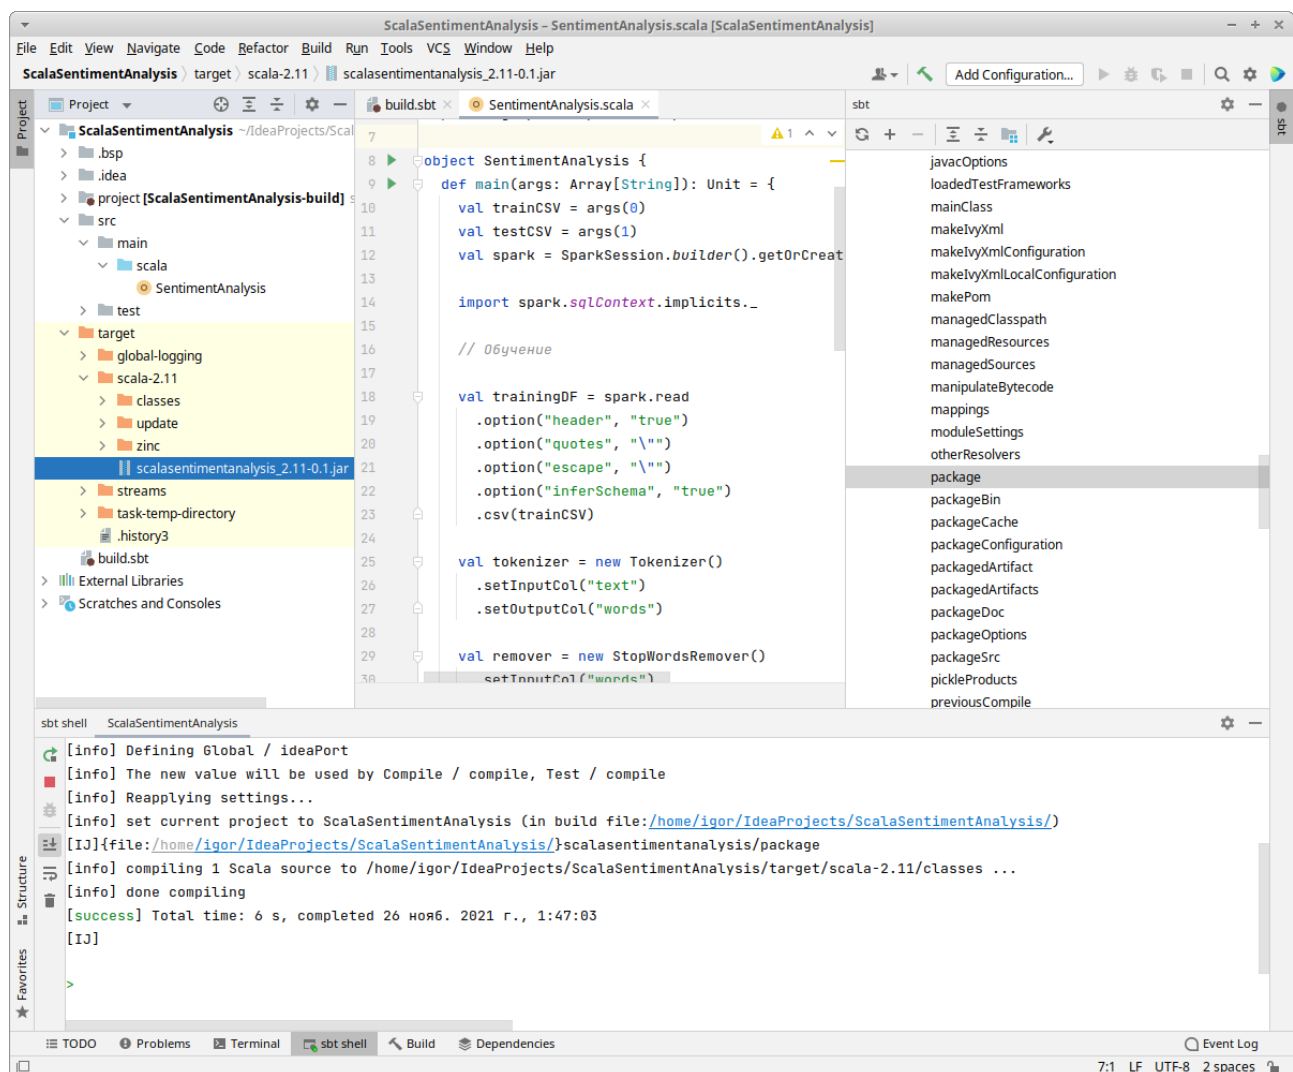 ScalaSentimentAnalysis – SentimentAnalysis.scala [ScalaSentimentAnalysis]
File Edit View Navigate Code Refactor Build Run Tools VCS Window Help
ScalaSentimentAnalysis target scala-2.11 scalasentimentanalysis_2.11-0.1.jar
Add Configuration...
Project
Project
ScalaSentimentAnalysis ~/IdeaProjects/Scal
.bsp
.idea
project [ScalaSentimentAnalysis-build]
src
main
scala
SentimentAnalysis
test
target
global-logging
scala-2.11
classes
update
zinc
scalasentimentanalysis_2.11-0.1.jar
streams
task-temp-directory
.history3
build.sbt
External Libraries
Scratches and Consoles
build.sbt SentimentAnalysis.scala
1
7
8 object SentimentAnalysis {
9 def main(args: Array[String]): Unit = {
10 val trainCSV = args(0)
11 val testCSV = args(1)
12 val spark = SparkSession.builder().getOrCreat
13
14 import spark.sqlContext.implicits._
15
16 // Обучение
17
18 val trainingDF = spark.read
19 .option("header", "true")
20 .option("quotes", "\"")
21 .option("escape", "\"")
22 .option("inferSchema", "true")
23 .csv(trainCSV)
24
25 val tokenizer = new Tokenizer()
26 .setInputCol("text")
27 .setOutputCol("words")
28
29 val remover = new StopWordsRemover()
30 .setInputCol("words")
sbt
sbt
javacOptions
loadedTestFrameworks
mainClass
makeIvyXml
makeIvyXmlConfiguration
makeIvyXmlLocalConfiguration
makePom
managedClasspath
managedResources
managedSources
manipulateBytecode
mappings
moduleSettings
otherResolvers
package
packageBin
packageCache
packageConfiguration
packagedArtifact
packagedArtifacts
packageDoc
packageOptions
packageSrc
pickleProducts
previousCompile
sbt shell ScalaSentimentAnalysis
[info] Defining Global / ideaPort
[info] The new value will be used by Compile / compile, Test / compile
[info] Reapplying settings...
[info] set current project to ScalaSentimentAnalysis (in build file:/home/igor/IdeaProjects/ScalaSentimentAnalysis/)
[IJ]{file:/home/igor/IdeaProjects/ScalaSentimentAnalysis/}scalasentimentanalysis/package
[info] compiling 1 Scala source to /home/igor/IdeaProjects/ScalaSentimentAnalysis/target/scala-2.11/classes ...
[info] done compiling
[success] Total time: 6 s, completed 26 нояб. 2021 г., 1:47:03
[IJ]
>
Structure
Favorites
TODO Problems Terminal sbt shell Build Dependencies Event Log
7:1 LF UTF-8 2 spaces